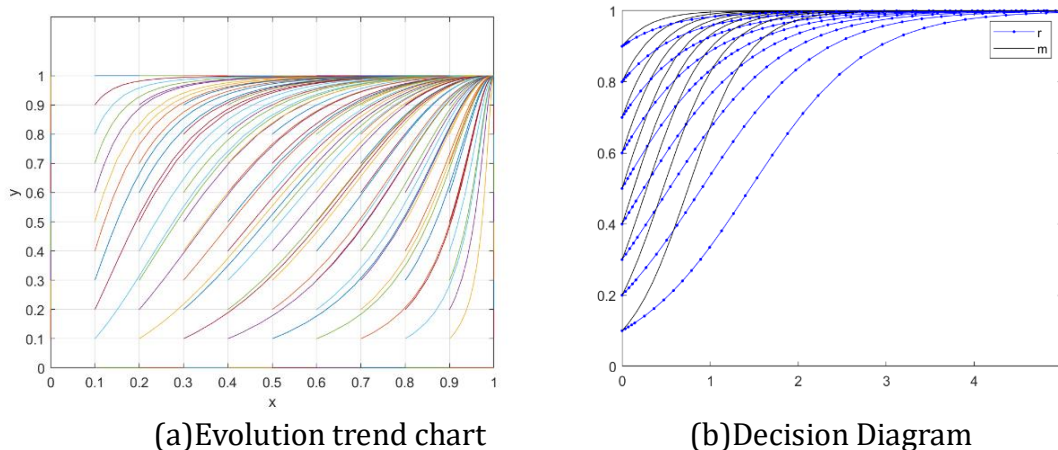 1
0.9
0.8
0.7
0.6
0.5
0.4
0.3
0.2
0.1
0
y
0 0.1 0.2 0.3 0.4 0.5 0.6 0.7 0.8 0.9 1
x
(a)Evolution trend chart
1
0.8
0.6
0.4
0.2
0
0 1 2 3 4
r
m
(b)Decision Diagram